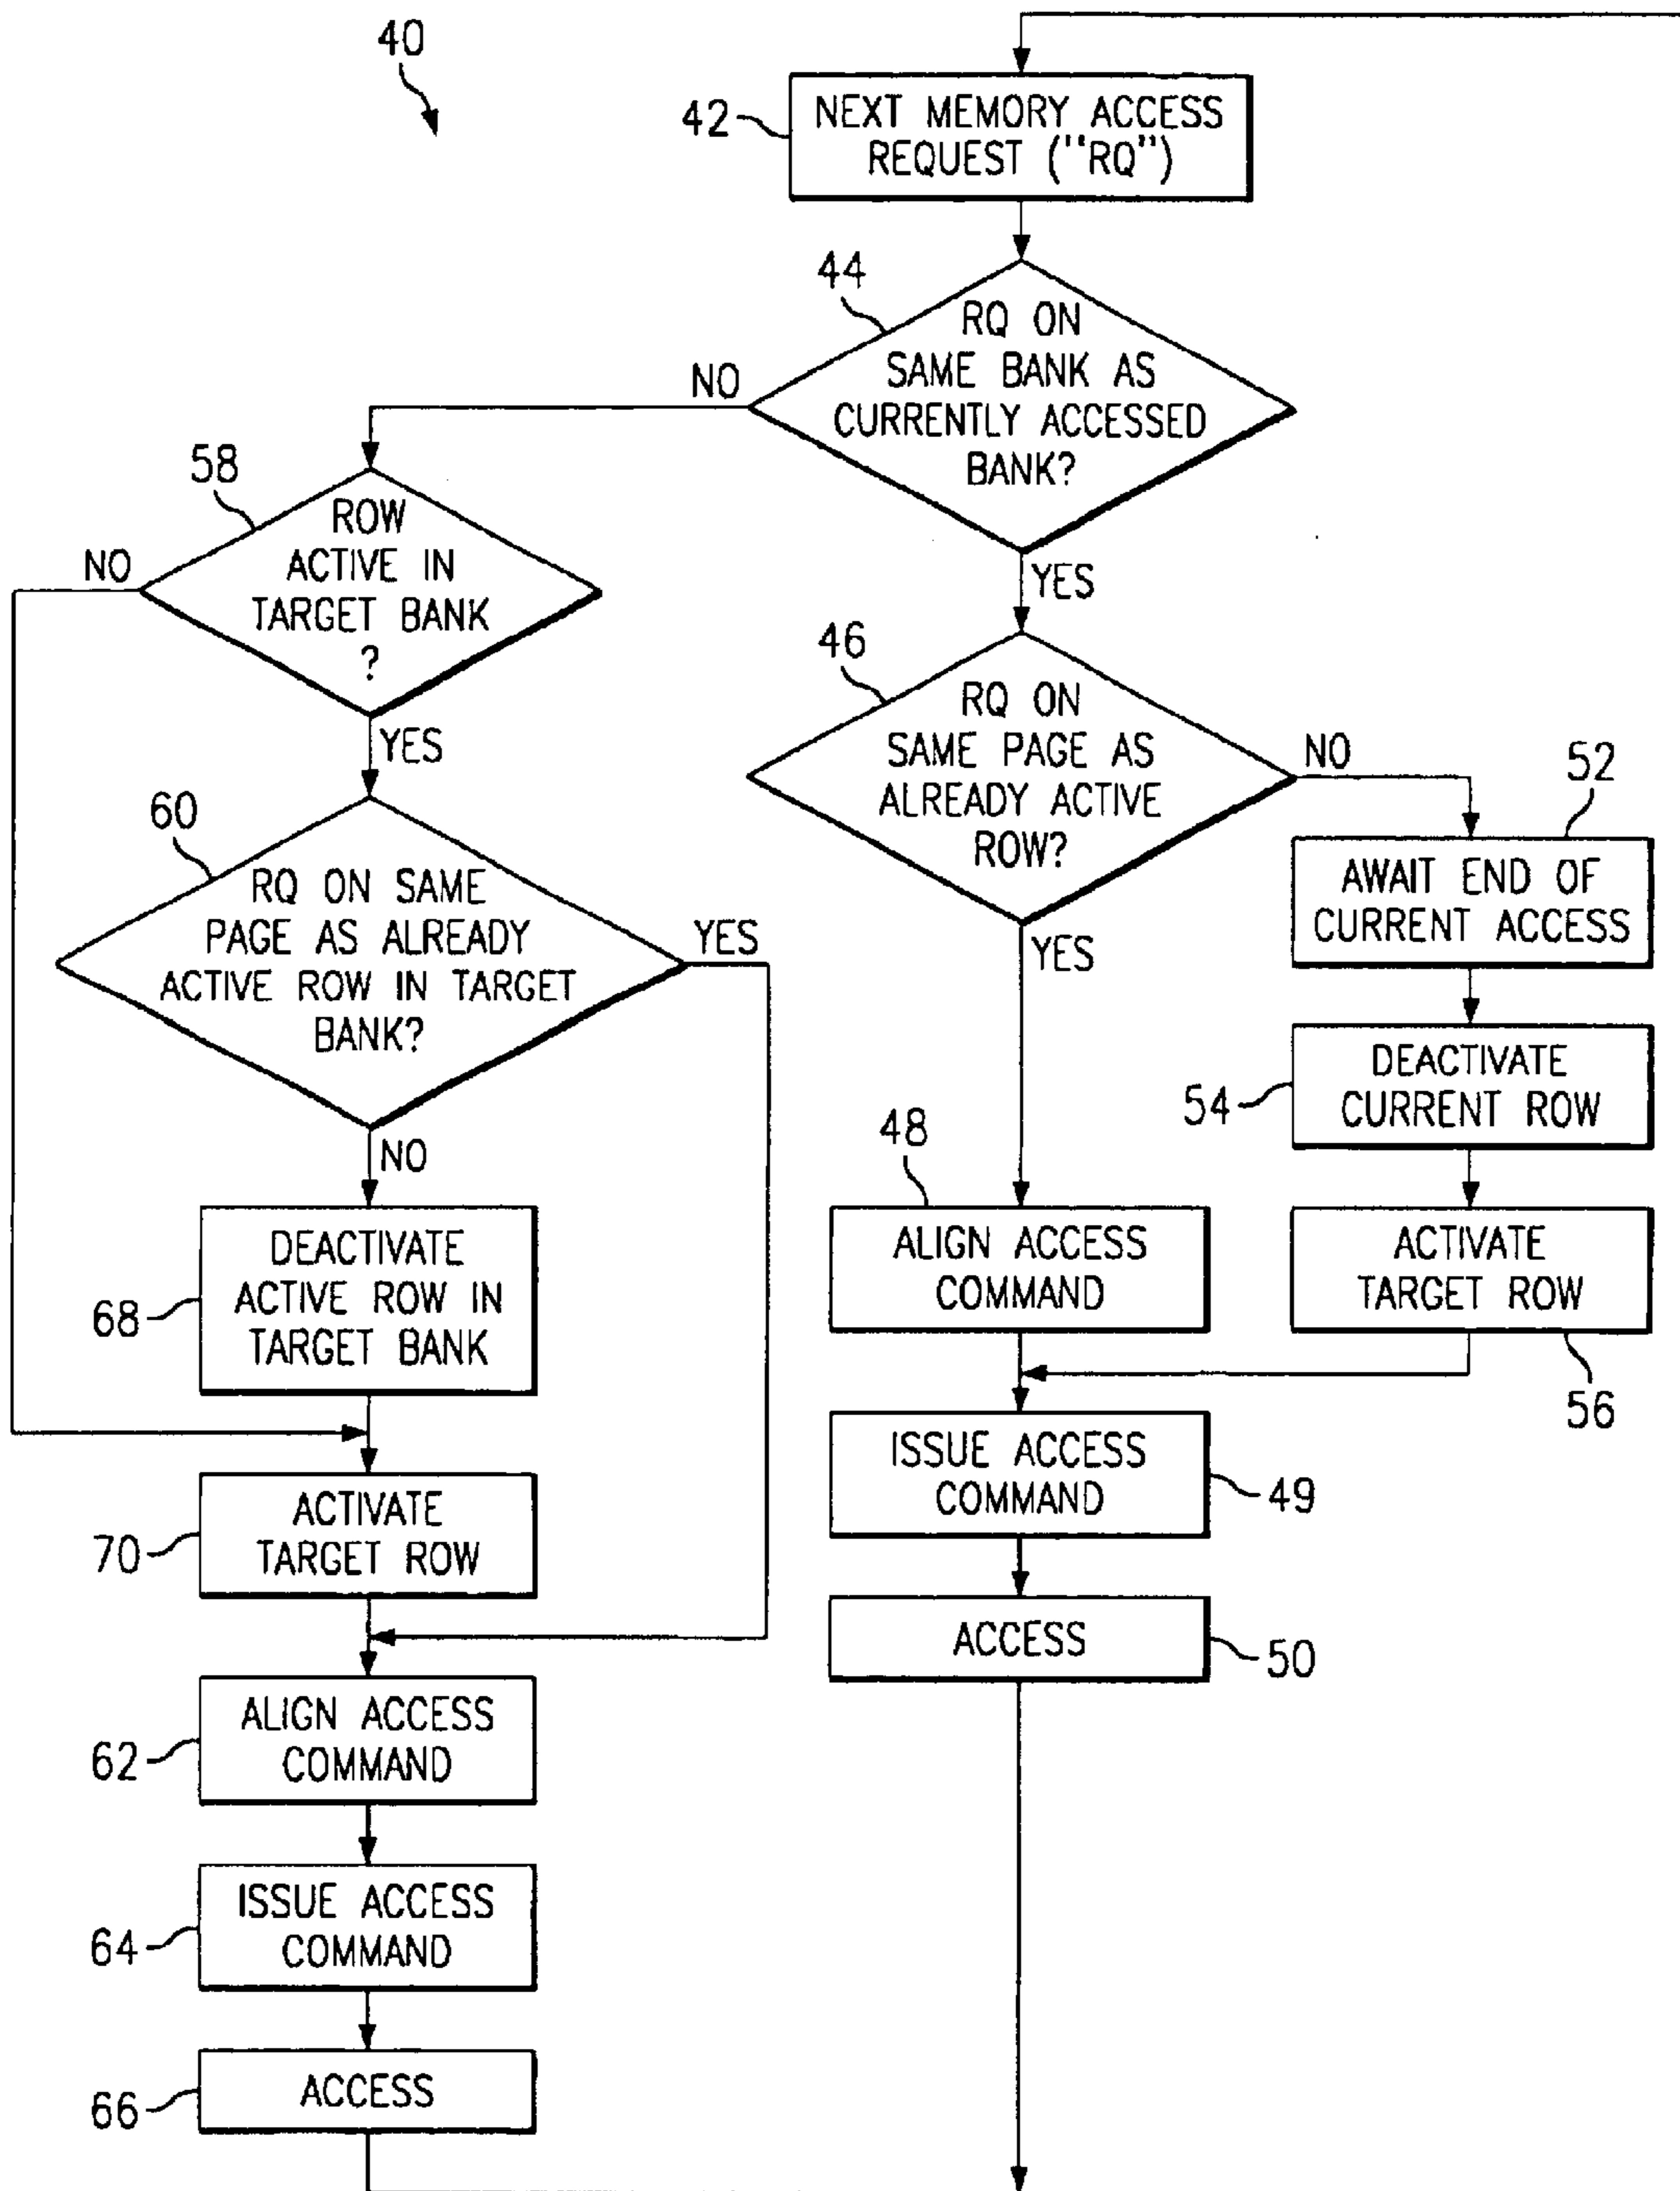 40
42
NEXT MEMORY ACCESS
REQUEST ("RQ")
44
RQ ON
SAME BANK AS
CURRENTLY ACCESSED
BANK?
NO
YES
58
ROW
ACTIVE IN
TARGET BANK
?
NO
YES
46
RQ ON
SAME PAGE AS
ALREADY ACTIVE
ROW?
NO
YES
52
AWAIT END OF
CURRENT ACCESS
60
RQ ON SAME
PAGE AS ALREADY
ACTIVE ROW IN TARGET
BANK?
YES
NO
54
DEACTIVATE
CURRENT ROW
48
ALIGN ACCESS
COMMAND
ACTIVATE
TARGET ROW
56
68
DEACTIVATE
ACTIVE ROW IN
TARGET BANK
ISSUE ACCESS
COMMAND
49
70
ACTIVATE
TARGET ROW
ACCESS
50
62
ALIGN ACCESS
COMMAND
64
ISSUE ACCESS
COMMAND
66
ACCESS